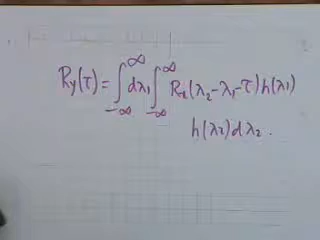 Ry(τ) = ∫_{-∞}^{∞} dλ1 ∫_{-∞}^{∞} Rx(λ2-λ1-τ) h(λ1)
h(λ2) dλ2.